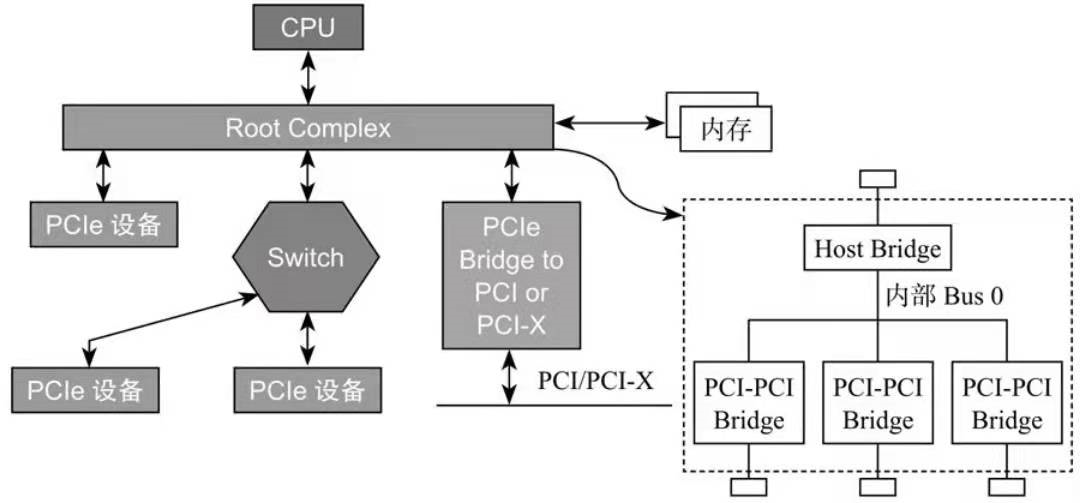 CPU
Root Complex
内存
PCIe 设备
Switch
PCIe
Bridge to
PCI or
PCI-X
Host Bridge
内部 Bus 0
PCIe 设备
PCIe 设备
PCI/PCI-X
PCI-PCI
Bridge
PCI-PCI
Bridge
PCI-PCI
Bridge